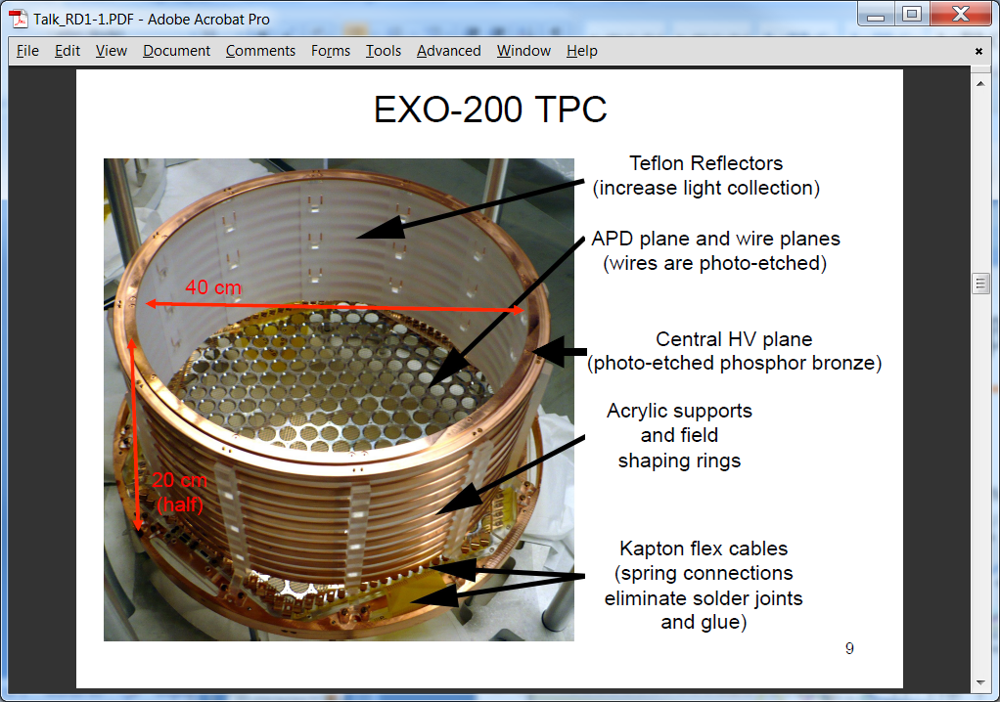 Talk_RD1-1.PDF - Adobe Acrobat Pro
File Edit View Document Comments Forms Tools Advanced Window Help
EXO-200 TPC
Teflon Reflectors
(increase light collection)
APD plane and wire planes
(wires are photo-etched)
40 cm
Central HV plane
(photo-etched phosphor bronze)
Acrylic supports
and field
shaping rings
20 cm
(half)
Kapton flex cables
(spring connections
eliminate solder joints
and glue)
9